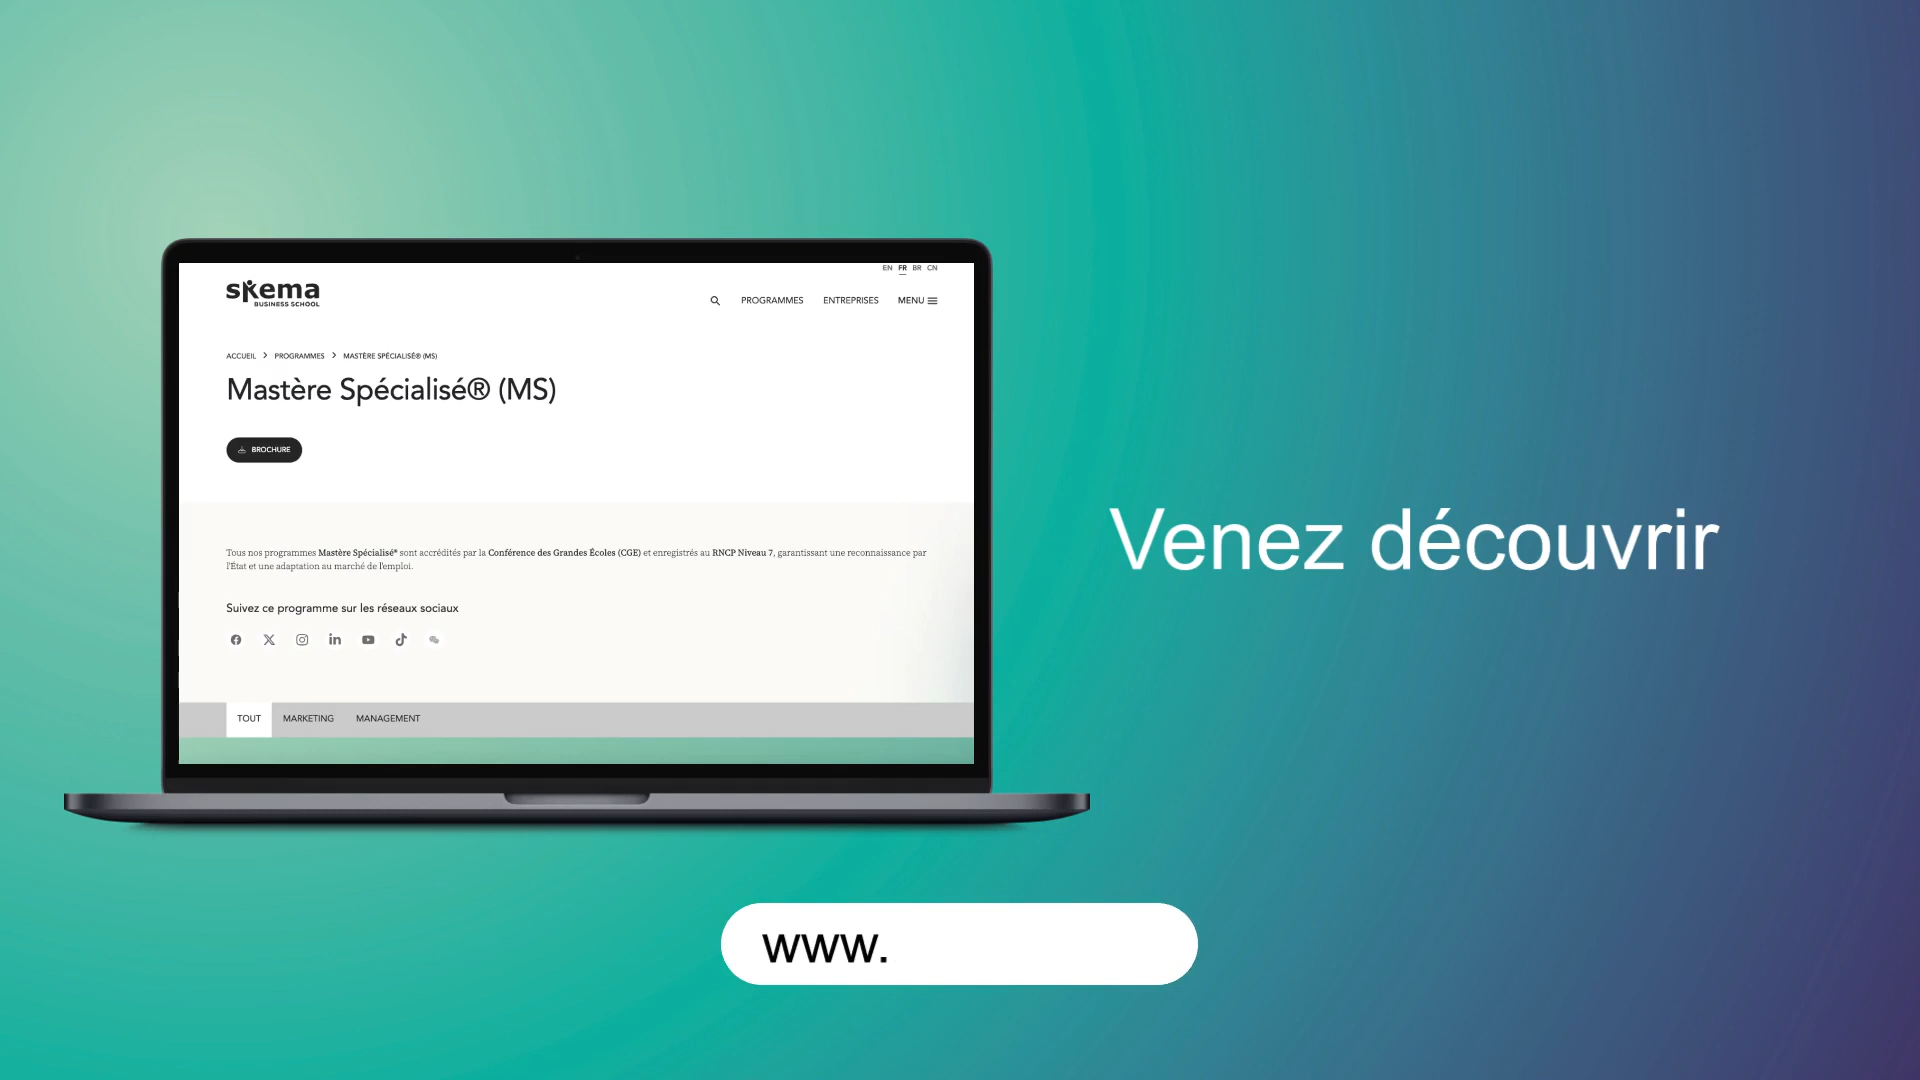 EN FR BR CN
skema
BUSINESS SCHOOL
PROGRAMMES ENTREPRISES MENU
ACCUEIL > PROGRAMMES > MASTÈRE SPÉCIALISÉ® (MS)
Mastère Spécialisé® (MS)
BROCHURE
Tous nos programmes Mastère Spécialisé® sont accrédités par la Conférence des Grandes Écoles (CGE) et enregistrés au RNCP Niveau 7, garantissant une reconnaissance par
l'État et une adaptation au marché de l'emploi.
Suivez ce programme sur les réseaux sociaux
TOUT MARKETING MANAGEMENT
Venez découvrir
www.